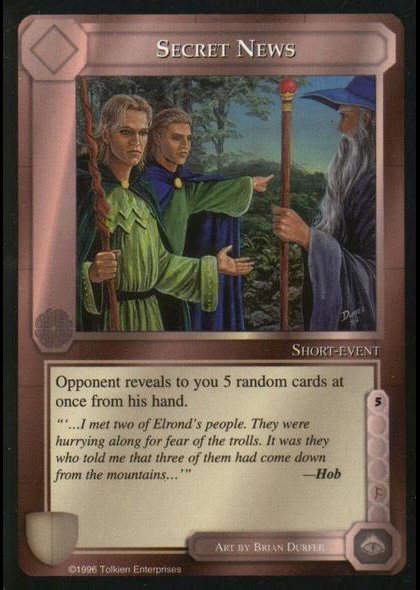 SECRET NEWS
Durfee
SHORT-EVENT
Opponent reveals to you 5 random cards at
once from his hand.
“‘...I met two of Elrond’s people. They were
hurrying along for fear of the trolls. It was they
who told me that three of them had come down
from the mountains...’” —Hob
5
F
ART BY BRIAN DURFEE
©1996 Tolkien Enterprises